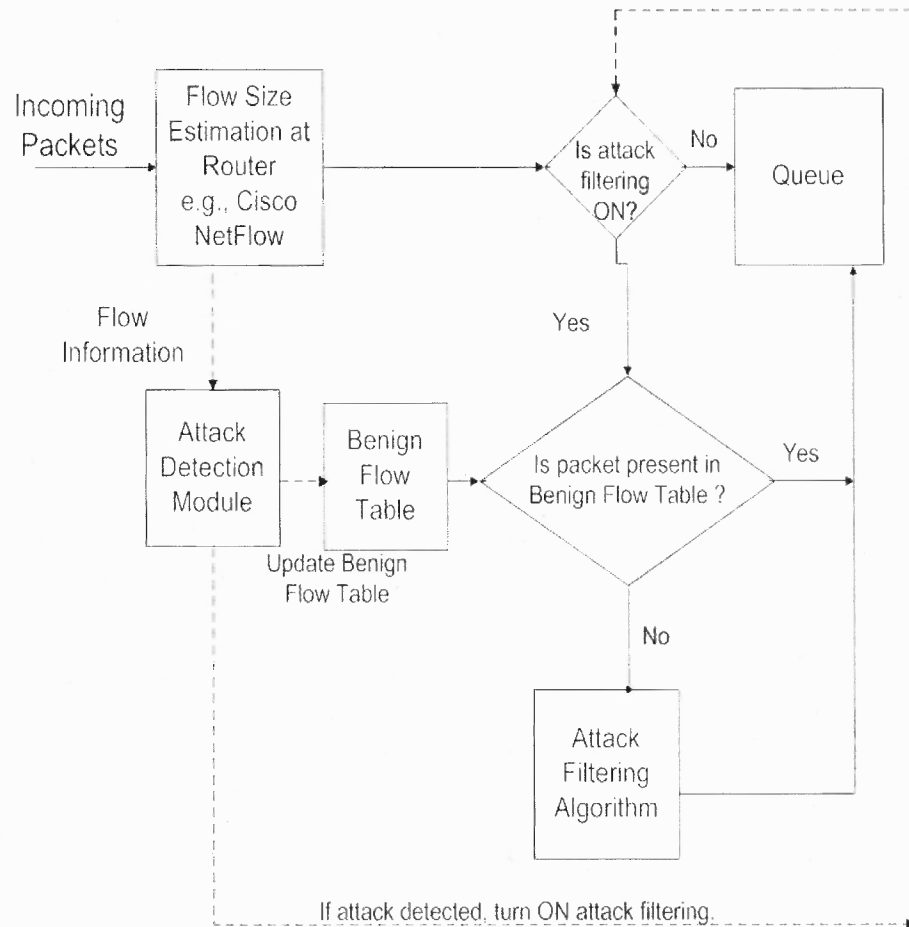 Incoming
Packets
Flow Size
Estimation at
Router
e.g., Cisco
NetFlow
Is attack
filtering
ON?
No
Queue
Yes
Flow
Information
Attack
Detection
Module
Benign
Flow
Table
Update Benign
Flow Table
Is packet present in
Benign Flow Table ?
Yes
No
Attack
Filtering
Algorithm
If attack detected, turn ON attack filtering.